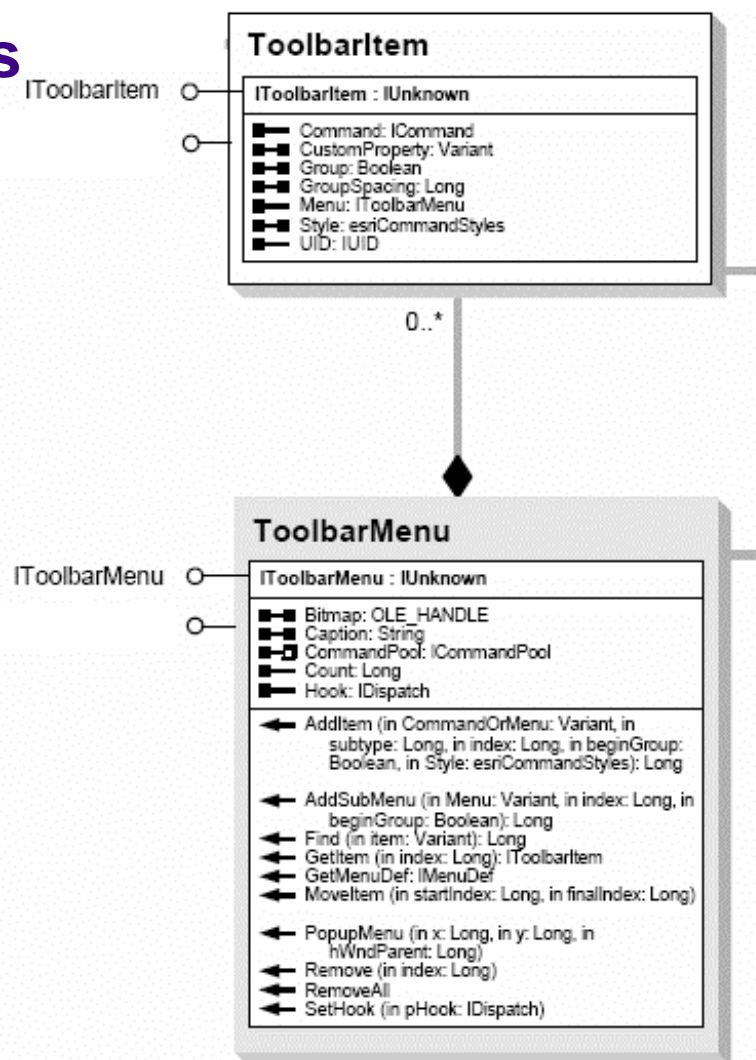 s
ToolbarItem
IToolbarItem
IToolbarItem : IUnknown
Command: ICommand
CustomProperty: Variant
Group: Boolean
GroupSpacing: Long
Menu: IToolbarMenu
Style: esriCommandStyles
UID: IUID
0..*
ToolbarMenu
IToolbarMenu
IToolbarMenu : IUnknown
Bitmap: OLE_HANDLE
Caption: String
CommandPool: ICommandPool
Count: Long
Hook: IDispatch
AddItem (in CommandOrMenu: Variant, in
subtype: Long, in index: Long, in beginGroup:
Boolean, in Style: esriCommandStyles): Long
AddSubMenu (in Menu: Variant, in index: Long, in
beginGroup: Boolean): Long
Find (in item: Variant): Long
GetItem (in index: Long): IToolbarItem
GetMenuDef: IMenuDef
MoveItem (in startIndex: Long, in finalIndex: Long)
PopupMenu (in x: Long, in y: Long, in
hWndParent: Long)
Remove (in index: Long)
RemoveAll
SetHook (in pHook: IDispatch)